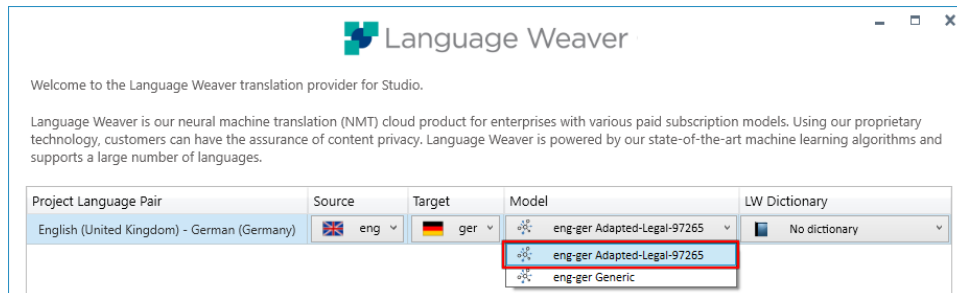 Language Weaver
Welcome to the Language Weaver translation provider for Studio.
Language Weaver is our neural machine translation (NMT) cloud product for enterprises with various paid subscription models. Using our proprietary
technology, customers can have the assurance of content privacy. Language Weaver is powered by our state-of-the-art machine learning algorithms and
supports a large number of languages.
Project Language Pair Source Target Model LW Dictionary
English (United Kingdom) - German (Germany) eng ger eng-ger Adapted-Legal-97265 No dictionary
eng-ger Adapted-Legal-97265
eng-ger Generic